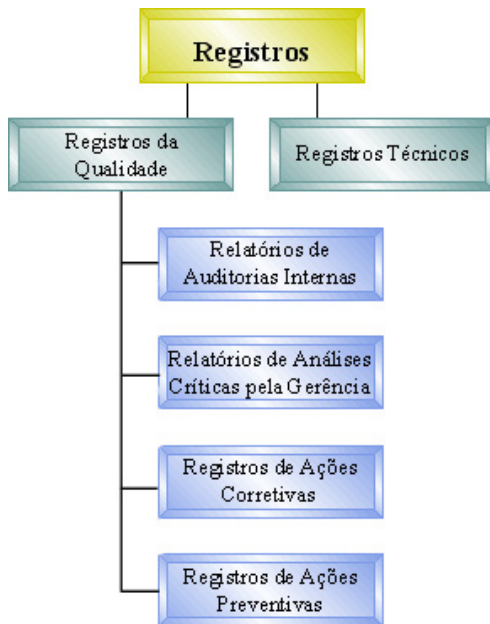 Registros
Registros da
Qualidade
Registros Técnicos
Relatórios de
Auditorias Internas
Relatórios de Análises
Críticas pela Gerência
Registros de Ações
Corretivas
Registros de Ações
Preventivas